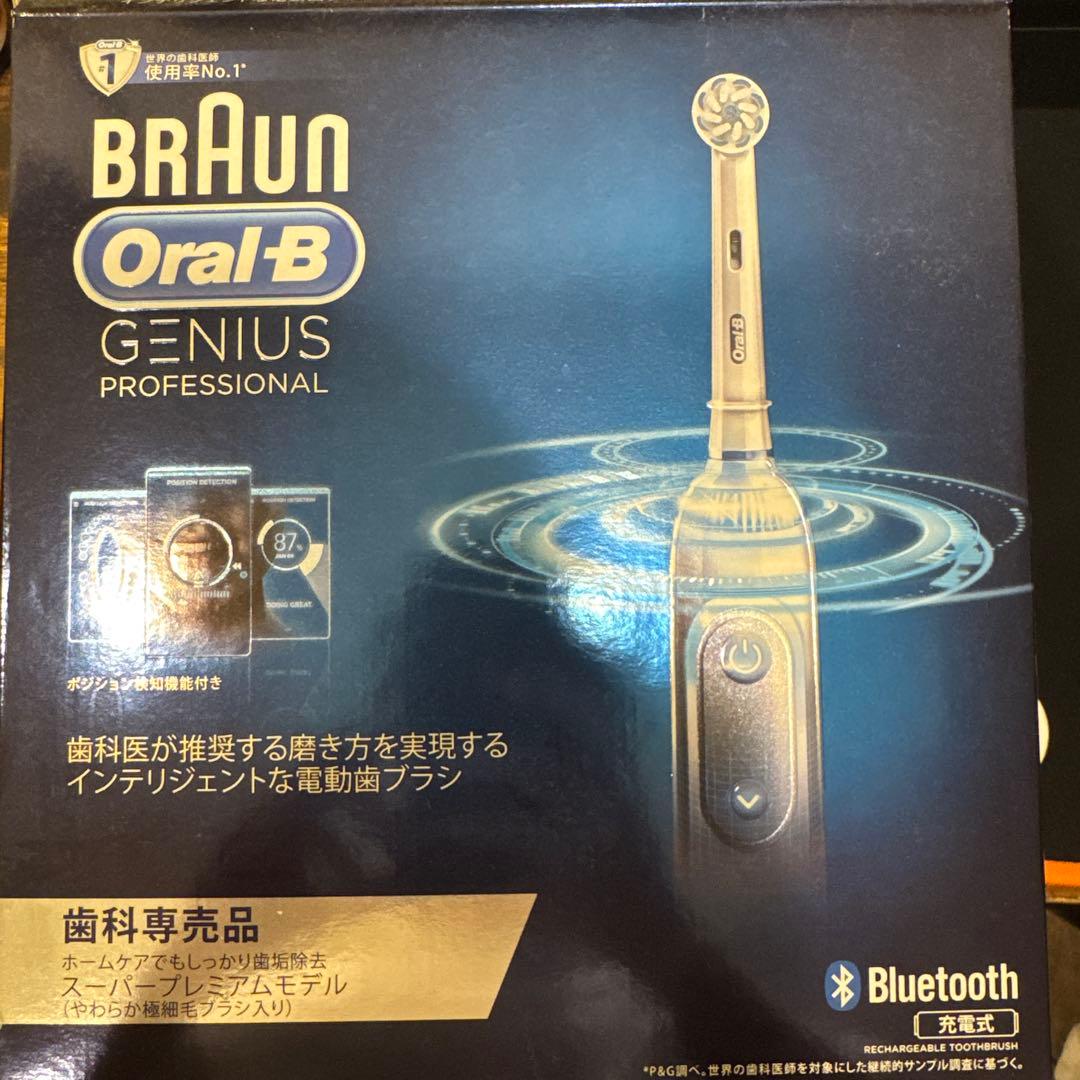 Oral-B
#1
世界の歯科医師
使用率No.1*
BRAUN
Oral-B
GENIUS
PROFESSIONAL
Oral-B
POSITION DETECTION
POSITION DETECTION
87%
DOING GREAT
ポジション検知機能付き
歯科医が推奨する磨き方を実現する
インテリジェントな電動歯ブラシ
歯科専売品
ホームケアでもしっかり歯垢除去
スーパープレミアムモデル
(やわらか極細毛ブラシ入り)
Bluetooth
充電式
RECHARGEABLE TOOTHBRUSH
*P&G調べ。世界の歯科医師を対象にした継続的サンプル調査に基づく。